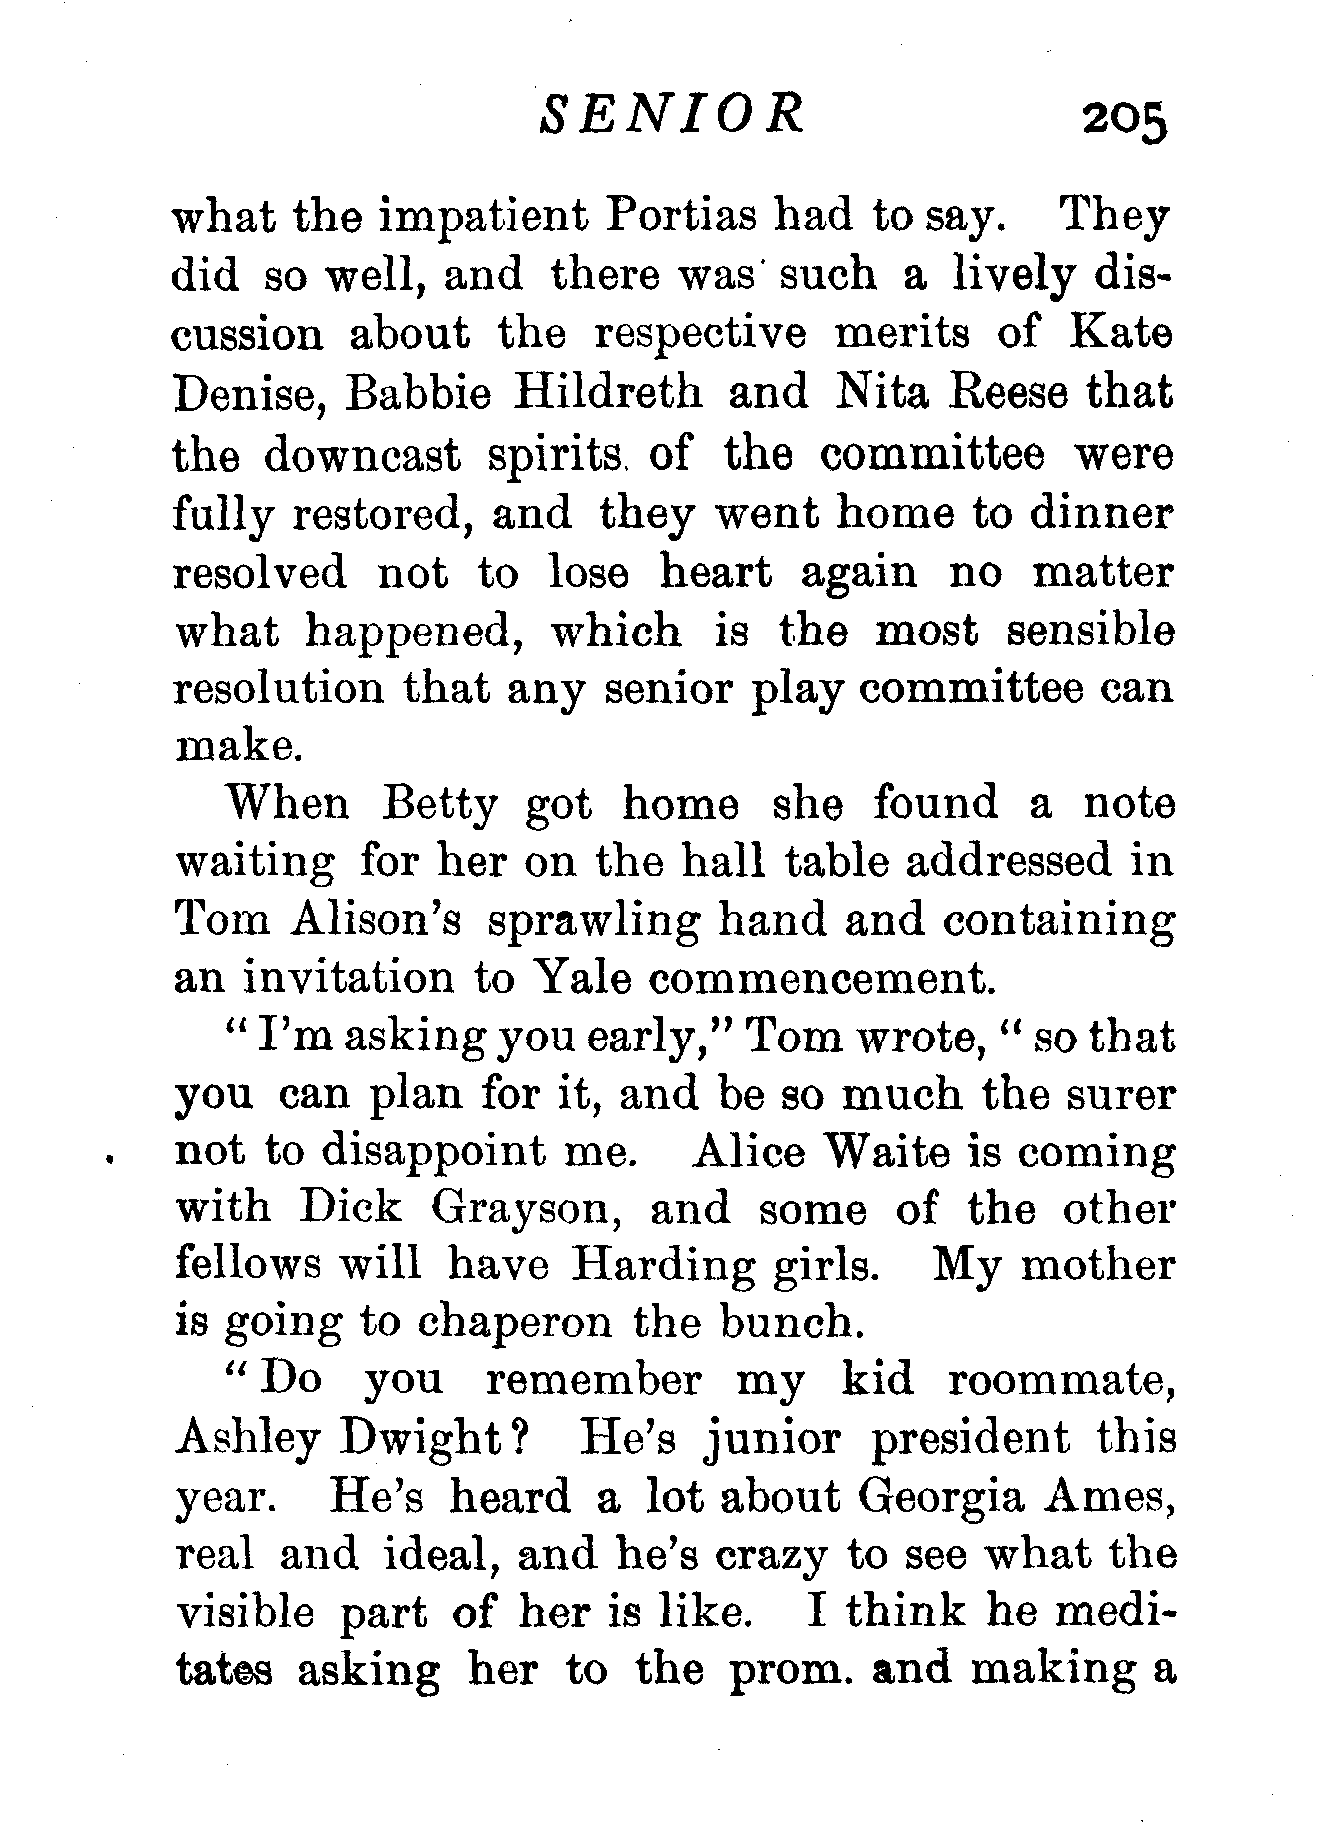 SENIOR 205
what the impatient Portias had to say. They
did so well, and there was such a lively dis-
cussion about the respective merits of Kate
Denise, Babbie Hildreth and Nita Reese that
the downcast spirits of the committee were
fully restored, and they went home to dinner
resolved not to lose heart again no matter
what happened, which is the most sensible
resolution that any senior play committee can
make.
When Betty got home she found a note
waiting for her on the hall table addressed in
Tom Alison's sprawling hand and containing
an invitation to Yale commencement.
“ I'm asking you early,” Tom wrote, “ so that
you can plan for it, and be so much the surer
not to disappoint me. Alice Waite is coming
with Dick Grayson, and some of the other
fellows will have Harding girls. My mother
is going to chaperon the bunch.
“ Do you remember my kid roommate,
Ashley Dwight ? He's junior president this
year. He's heard a lot about Georgia Ames,
real and ideal, and he's crazy to see what the
visible part of her is like. I think he medi-
tates asking her to the prom. and making a